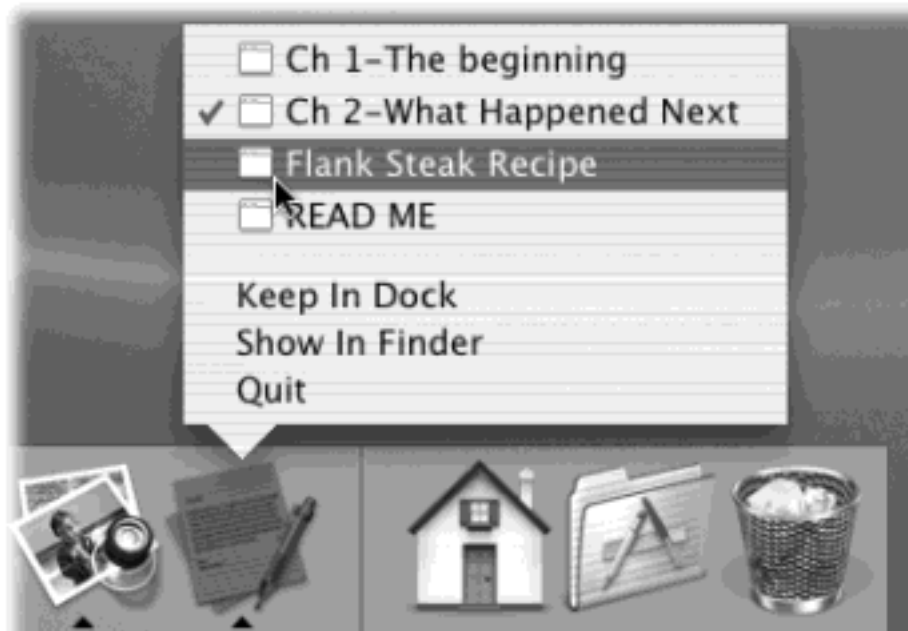 Ch 1–The beginning
Ch 2–What Happened Next
Flank Steak Recipe
READ ME
Keep In Dock
Show In Finder
Quit